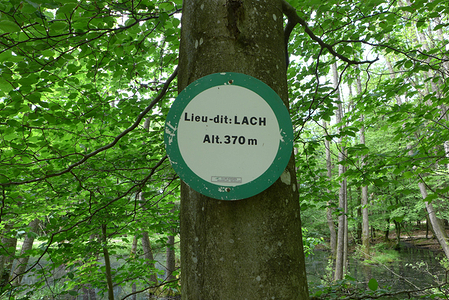 Lieu-dit: LACH
Alt. 370 m